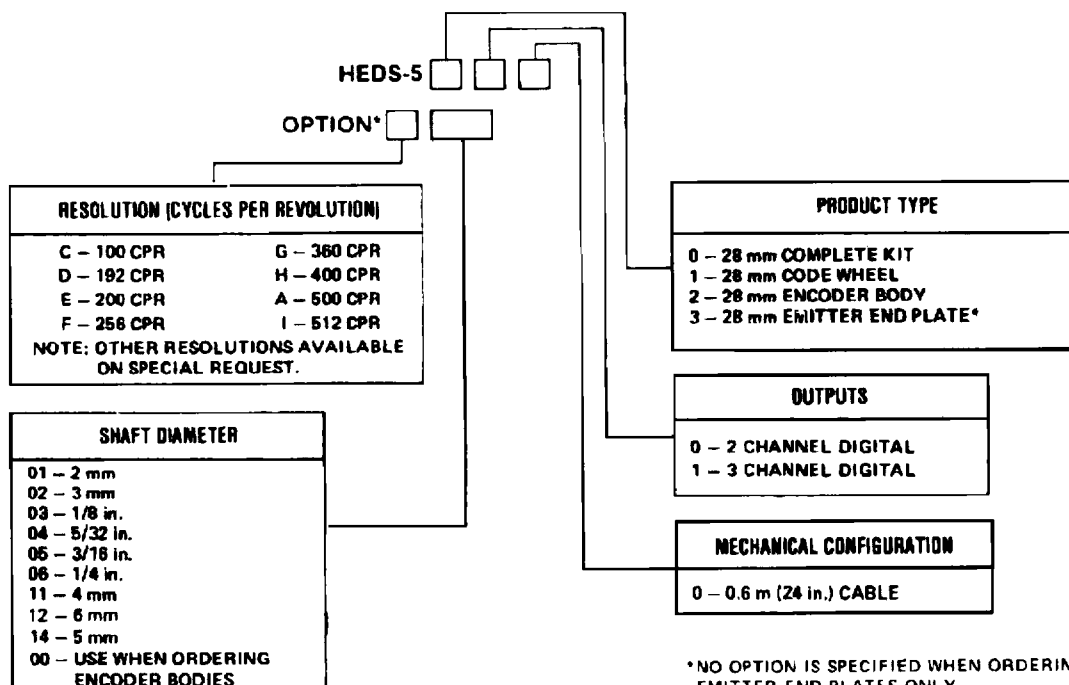 HEDS-5
OPTION*
RESOLUTION (CYCLES PER REVOLUTION)
C – 100 CPR G – 360 CPR
D – 192 CPR H – 400 CPR
E – 200 CPR A – 500 CPR
F – 256 CPR I – 512 CPR
NOTE: OTHER RESOLUTIONS AVAILABLE
ON SPECIAL REQUEST.
SHAFT DIAMETER
01 – 2 mm
02 – 3 mm
03 – 1/8 in.
04 – 5/32 in.
05 – 3/16 in.
06 – 1/4 in.
11 – 4 mm
12 – 6 mm
14 – 5 mm
00 – USE WHEN ORDERING
ENCODER BODIES
PRODUCT TYPE
0 – 28 mm COMPLETE KIT
1 – 28 mm CODE WHEEL
2 – 28 mm ENCODER BODY
3 – 28 mm EMITTER END PLATE*
OUTPUTS
0 – 2 CHANNEL DIGITAL
1 – 3 CHANNEL DIGITAL
MECHANICAL CONFIGURATION
0 – 0.6 m (24 in.) CABLE
*NO OPTION IS SPECIFIED WHEN ORDERIN
EMITTER END PLATES ONLY